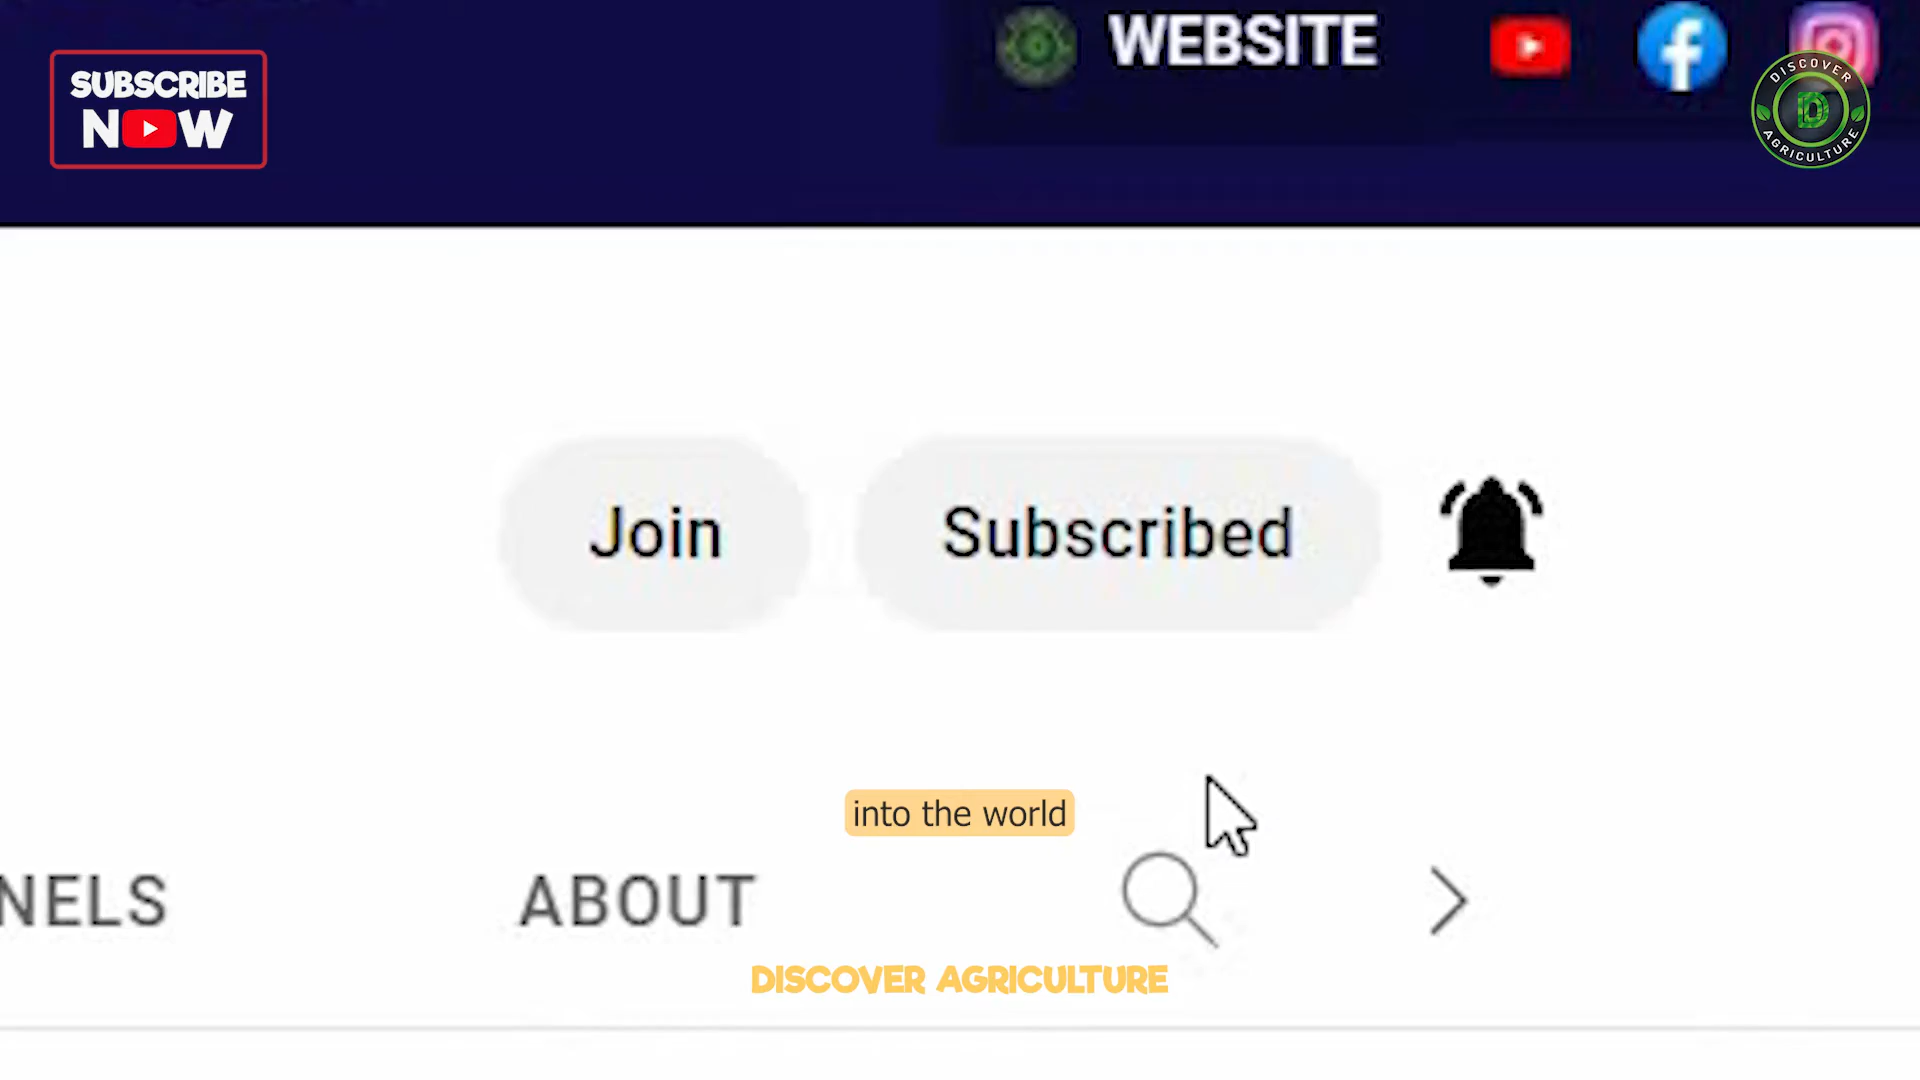 WEBSITE
SUBSCRIBE
NOW
DISCOVER
D
AGRICULTURE
Join
Subscribed
into the world
NELS
ABOUT
DISCOVER AGRICULTURE